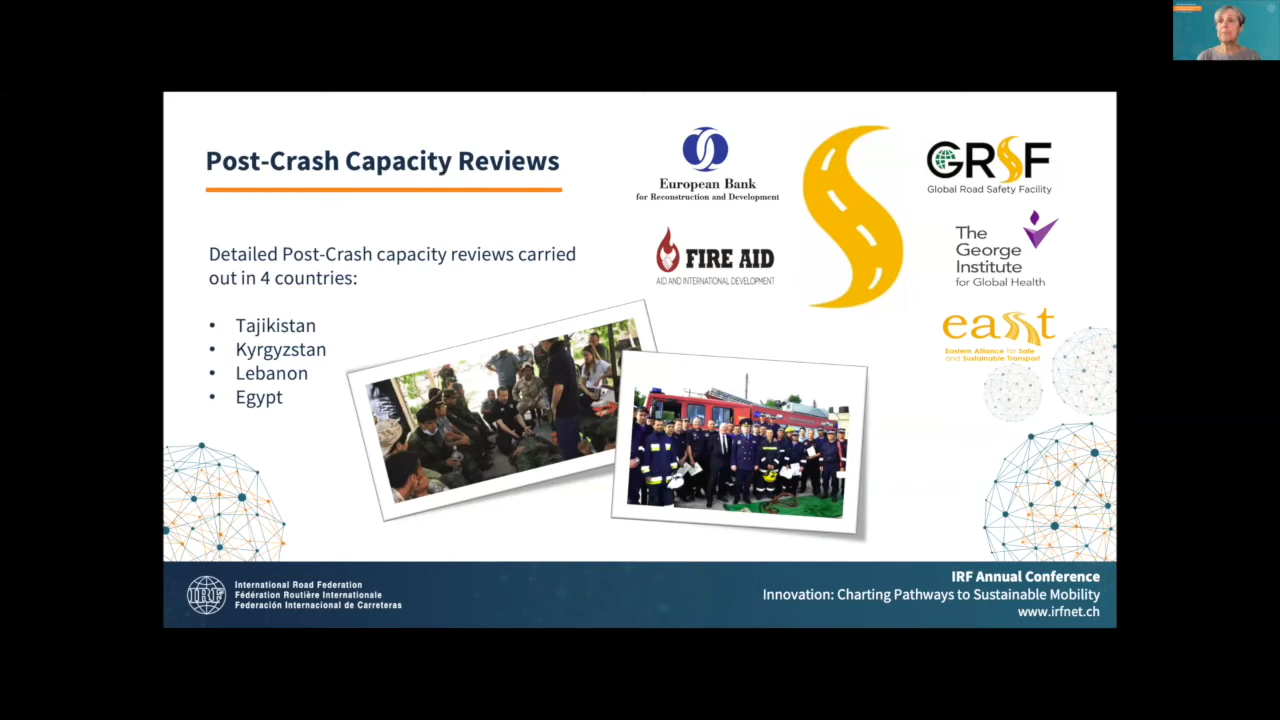 Post-Crash Capacity Reviews
Detailed Post-Crash capacity reviews carried
out in 4 countries:
• Tajikistan
• Kyrgyzstan
• Lebanon
• Egypt
European Bank
for Reconstruction and Development
FIRE AID
AID AND INTERNATIONAL DEVELOPMENT
GRSF
Global Road Safety Facility
The
George
Institute
for Global Health
east
Eastern Alliance for Safe
and Sustainable Transport
IRF
International Road Federation
Fédération Routière Internationale
Federación Internacional de Carreteras
IRF Annual Conference
Innovation: Charting Pathways to Sustainable Mobility
www.irfnet.ch